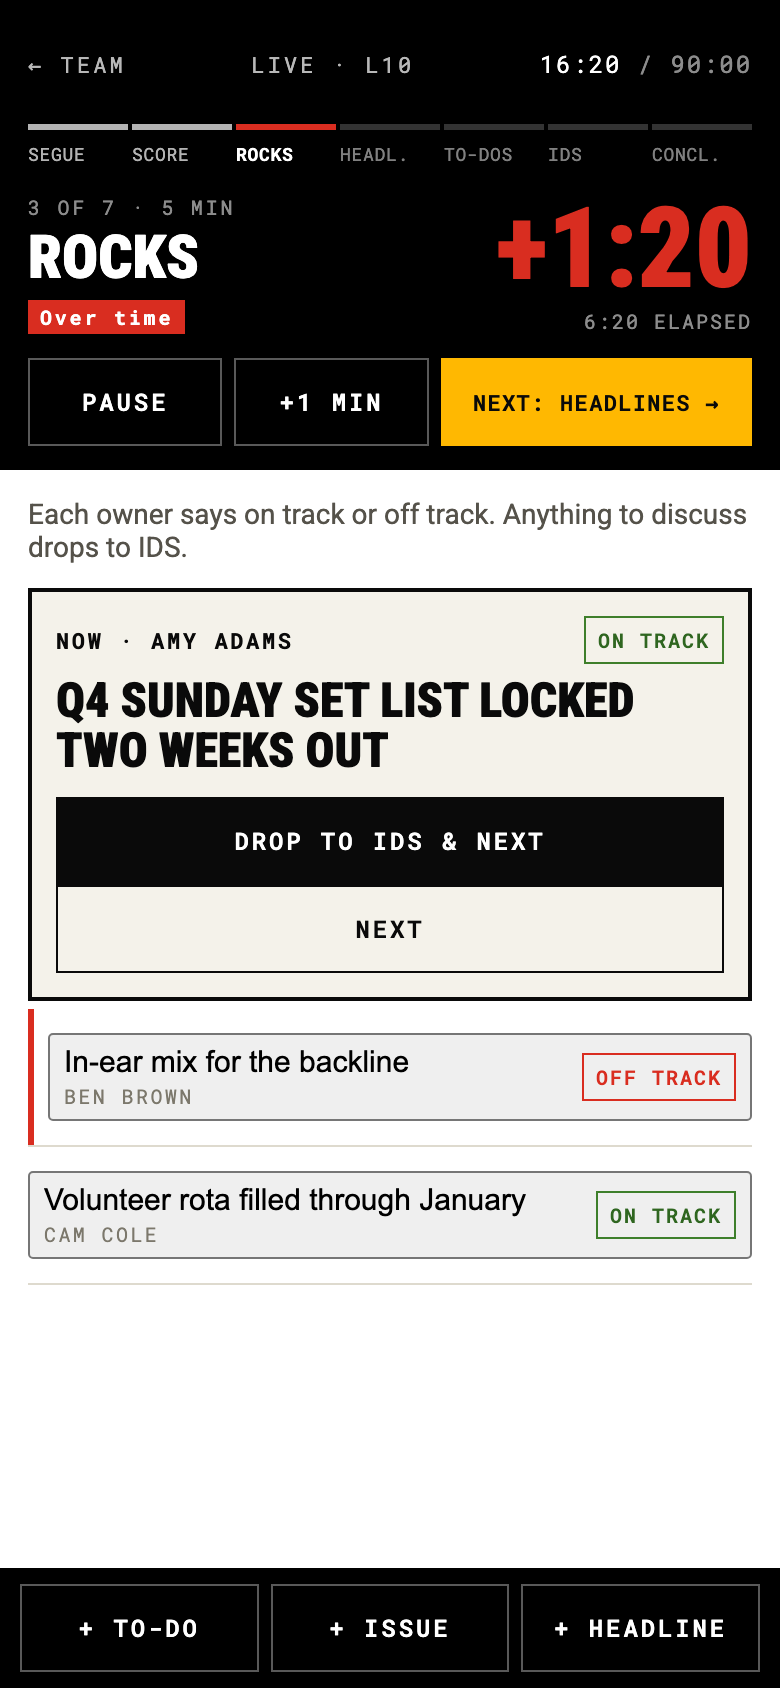 ← TEAM LIVE · L10 16:20 / 90:00
SEGUE SCORE ROCKS HEADL. TO-DOS IDS CONCL.
3 OF 7 · 5 MIN
ROCKS
+1:20
Over time
6:20 ELAPSED
PAUSE +1 MIN NEXT: HEADLINES →
Each owner says on track or off track. Anything to discuss
drops to IDS.
NOW · AMY ADAMS ON TRACK
Q4 SUNDAY SET LIST LOCKED
TWO WEEKS OUT
DROP TO IDS & NEXT
NEXT
In-ear mix for the backline
BEN BROWN
OFF TRACK
Volunteer rota filled through January
CAM COLE
ON TRACK
+ TO-DO + ISSUE + HEADLINE